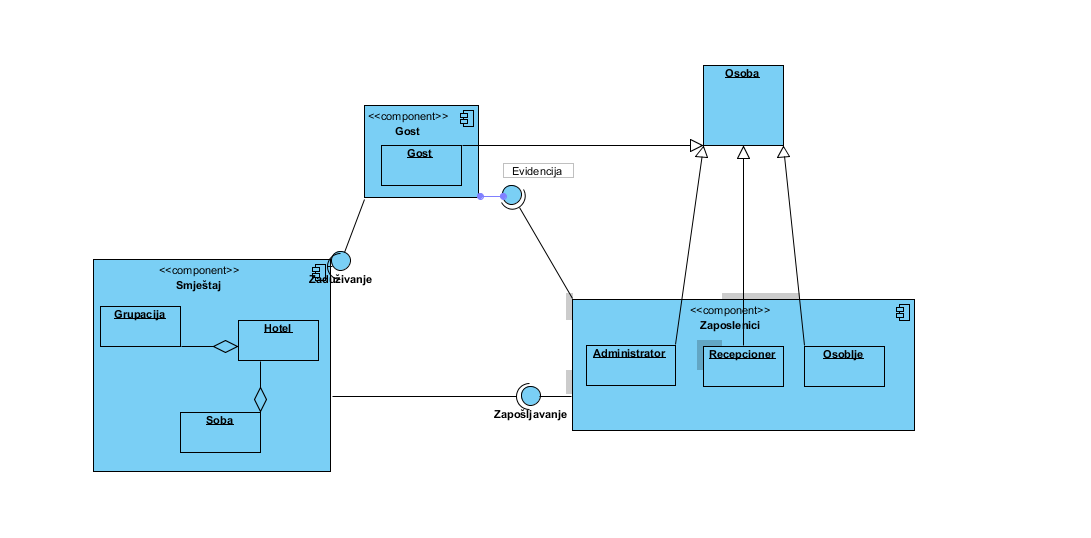 Osoba
<<component>>
Gost
Gost
Evidencija
<<component>>
Smještaj
Zaduživanje
Grupacija
Hotel
Soba
<<component>>
Zaposlenici
Administrator
Recepcioner
Osoblje
Zapošljavanje